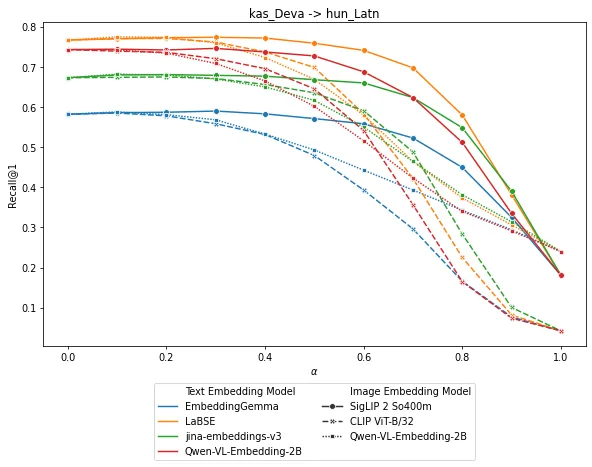 kas_Deva -> hun_Latn
Recall@1
0.8
0.7
0.6
0.5
0.4
0.3
0.2
0.1
0.0 0.2 0.4 0.6 0.8 1.0
α
Text Embedding Model
EmbeddingGemma
LaBSE
jina-embeddings-v3
Qwen-VL-Embedding-2B
Image Embedding Model
SigLIP 2 So400m
CLIP ViT-B/32
Qwen-VL-Embedding-2B